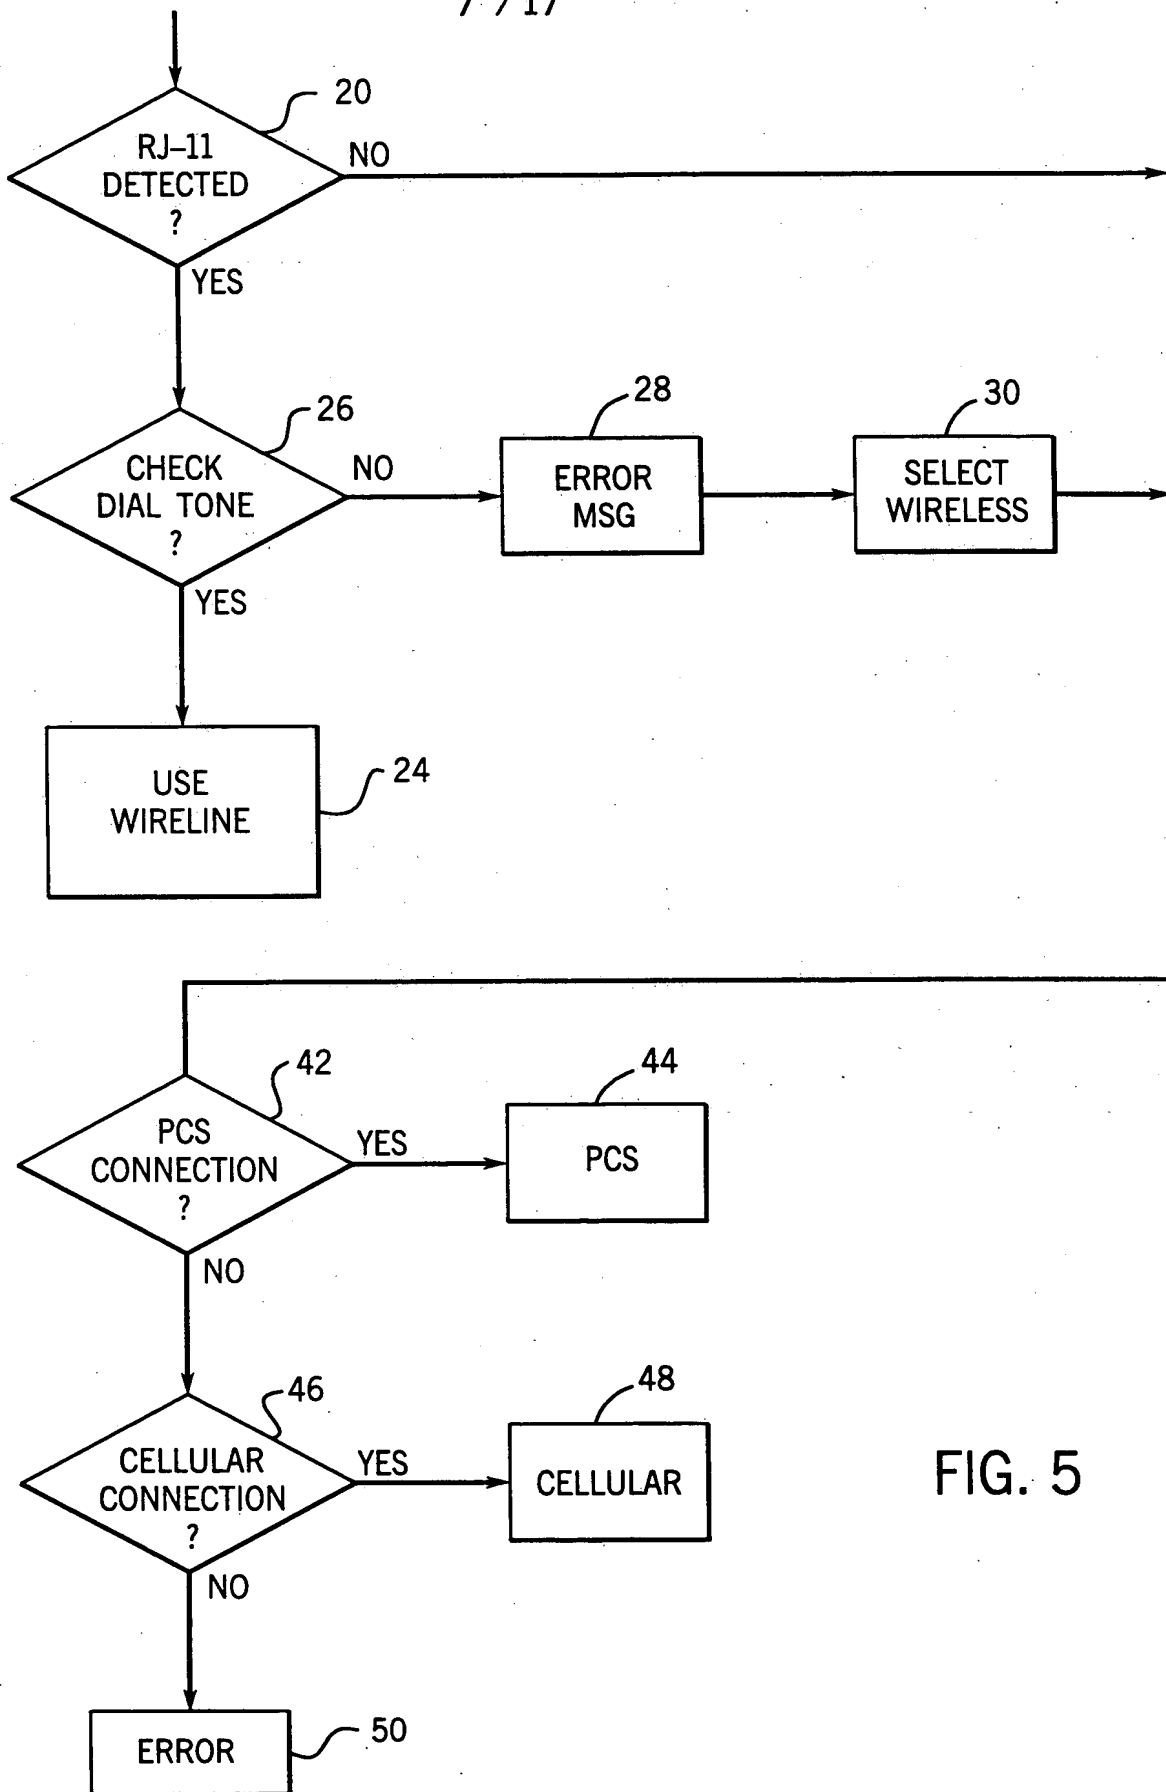 20
RJ-11
DETECTED
?
NO
YES
26
CHECK
DIAL TONE
?
NO
YES
28
ERROR
MSG
30
SELECT
WIRELESS
USE
WIRELINE
24
42
PCS
CONNECTION
?
YES
NO
44
PCS
46
CELLULAR
CONNECTION
?
YES
NO
48
CELLULAR
FIG. 5
ERROR
50